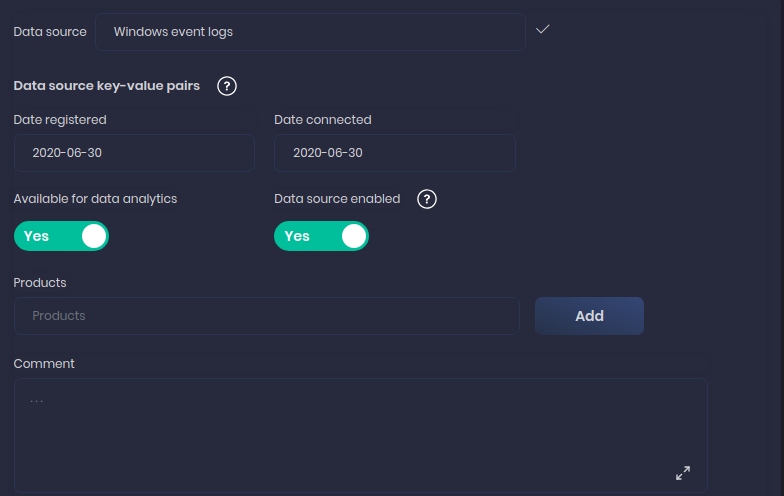 Data source Windows event logs
Data source key-value pairs ?
Date registered Date connected
2020-06-30 2020-06-30
Available for data analytics Data source enabled ?
Yes Yes
Products
Products Add
Comment
...